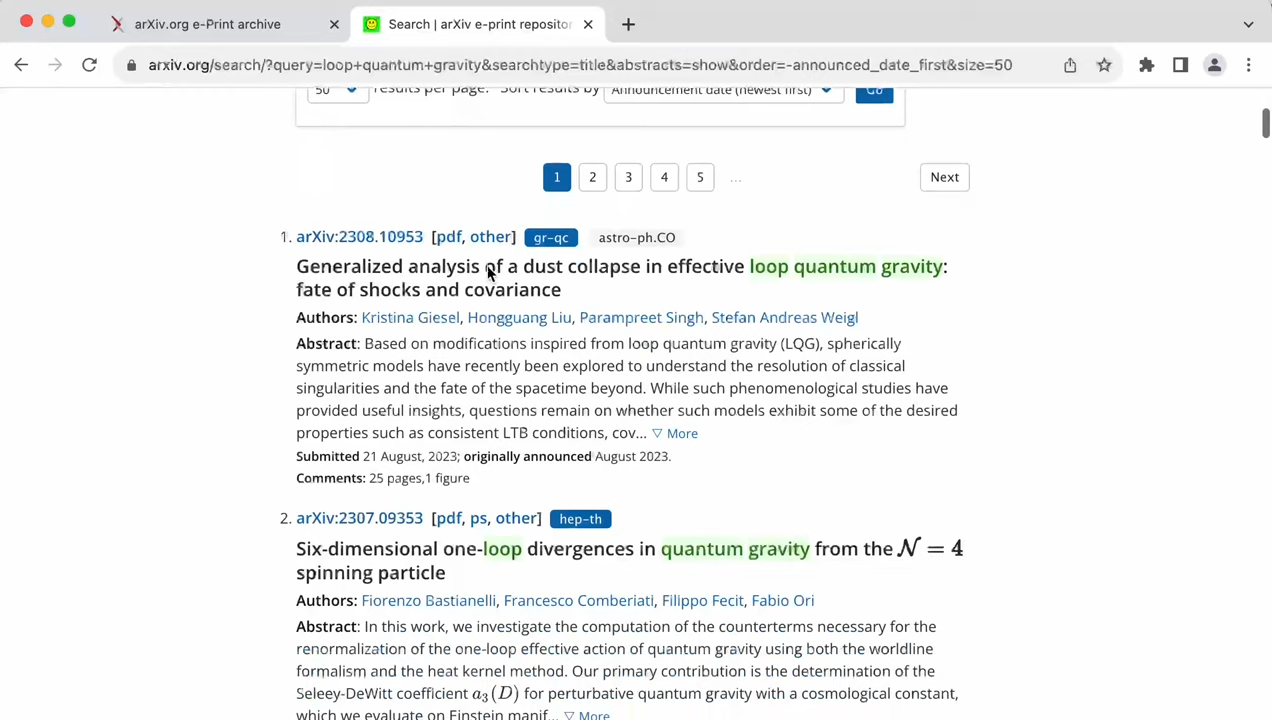 arXiv.org e-Print archive
Search | arXiv e-print repositor
arxiv.org/search/?query=loop+quantum+gravity&searchtype=title&abstracts=show&order=-announced_date_first&size=50
50 results per page. Sort results by Announcement date (newest first) Go
1 2 3 4 5 ... Next
1. arXiv:2308.10953 [pdf, other] gr-qc astro-ph.CO
Generalized analysis of a dust collapse in effective loop quantum gravity:
fate of shocks and covariance
Authors: Kristina Giesel, Hongguang Liu, Parampreet Singh, Stefan Andreas Weigl
Abstract: Based on modifications inspired from loop quantum gravity (LQG), spherically
symmetric models have recently been explored to understand the resolution of classical
singularities and the fate of the spacetime beyond. While such phenomenological studies have
provided useful insights, questions remain on whether such models exhibit some of the desired
properties such as consistent LTB conditions, cov... ▽ More
Submitted 21 August, 2023; originally announced August 2023.
Comments: 25 pages,1 figure
2. arXiv:2307.09353 [pdf, ps, other] hep-th
Six-dimensional one-loop divergences in quantum gravity from the 𝒩 = 4
spinning particle
Authors: Fiorenzo Bastianelli, Francesco Comberiati, Filippo Fecit, Fabio Ori
Abstract: In this work, we investigate the computation of the counterterms necessary for the
renormalization of the one-loop effective action of quantum gravity using both the worldline
formalism and the heat kernel method. Our primary contribution is the determination of the
Seleey-DeWitt coefficient a₃(D) for perturbative quantum gravity with a cosmological constant,
which we evaluate on Einstein manif... ▽ More